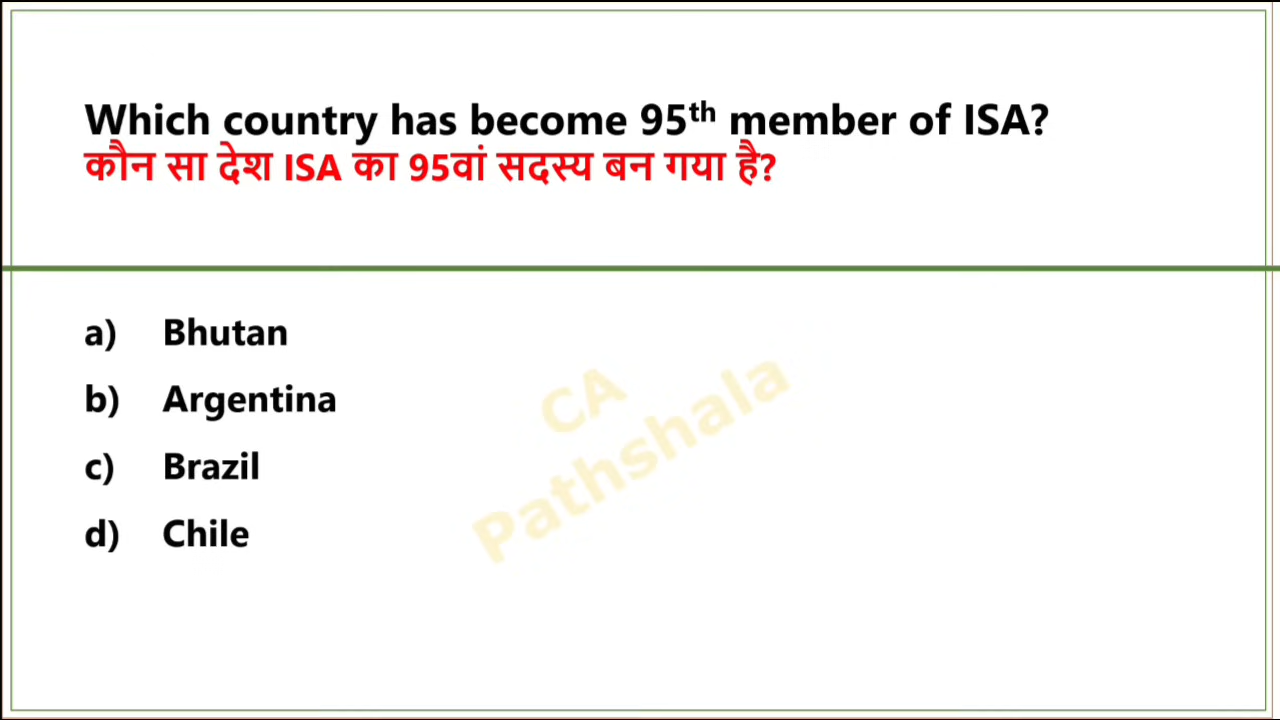 Which country has become 95th member of ISA?
कौन सा देश ISA का 95वां सदस्य बन गया है?
a) Bhutan
b) Argentina
c) Brazil
d) Chile
CA
Pathshala